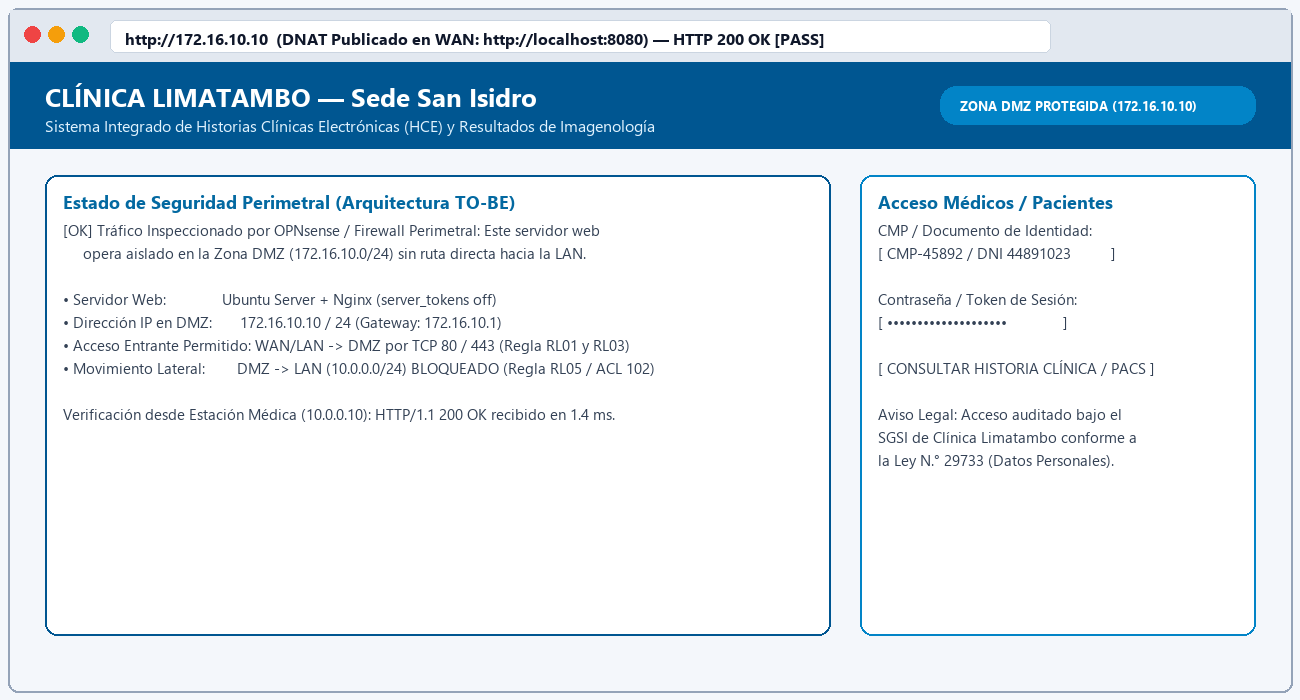 http://172.16.10.10  (DNAT Publicado en WAN: http://localhost:8080) — HTTP 200 OK [PASS]
CLÍNICA LIMATAMBO — Sede San Isidro
Sistema Integrado de Historias Clínicas Electrónicas (HCE) y Resultados de Imagenología
ZONA DMZ PROTEGIDA (172.16.10.10)
Estado de Seguridad Perimetral (Arquitectura TO-BE)
[OK] Tráfico Inspeccionado por OPNsense / Firewall Perimetral: Este servidor web
opera aislado en la Zona DMZ (172.16.10.0/24) sin ruta directa hacia la LAN.
• Servidor Web: Ubuntu Server + Nginx (server_tokens off)
• Dirección IP en DMZ: 172.16.10.10 / 24 (Gateway: 172.16.10.1)
• Acceso Entrante Permitido: WAN/LAN -> DMZ por TCP 80 / 443 (Regla RL01 y RL03)
• Movimiento Lateral: DMZ -> LAN (10.0.0.0/24) BLOQUEADO (Regla RL05 / ACL 102)
Verificación desde Estación Médica (10.0.0.10): HTTP/1.1 200 OK recibido en 1.4 ms.
Acceso Médicos / Pacientes
CMP / Documento de Identidad:
[ CMP-45892 / DNI 44891023 ]
Contraseña / Token de Sesión:
[ •••••••••••••••••••• ]
[ CONSULTAR HISTORIA CLÍNICA / PACS ]
Aviso Legal: Acceso auditado bajo el
SGSI de Clínica Limatambo conforme a
la Ley N.° 29733 (Datos Personales).